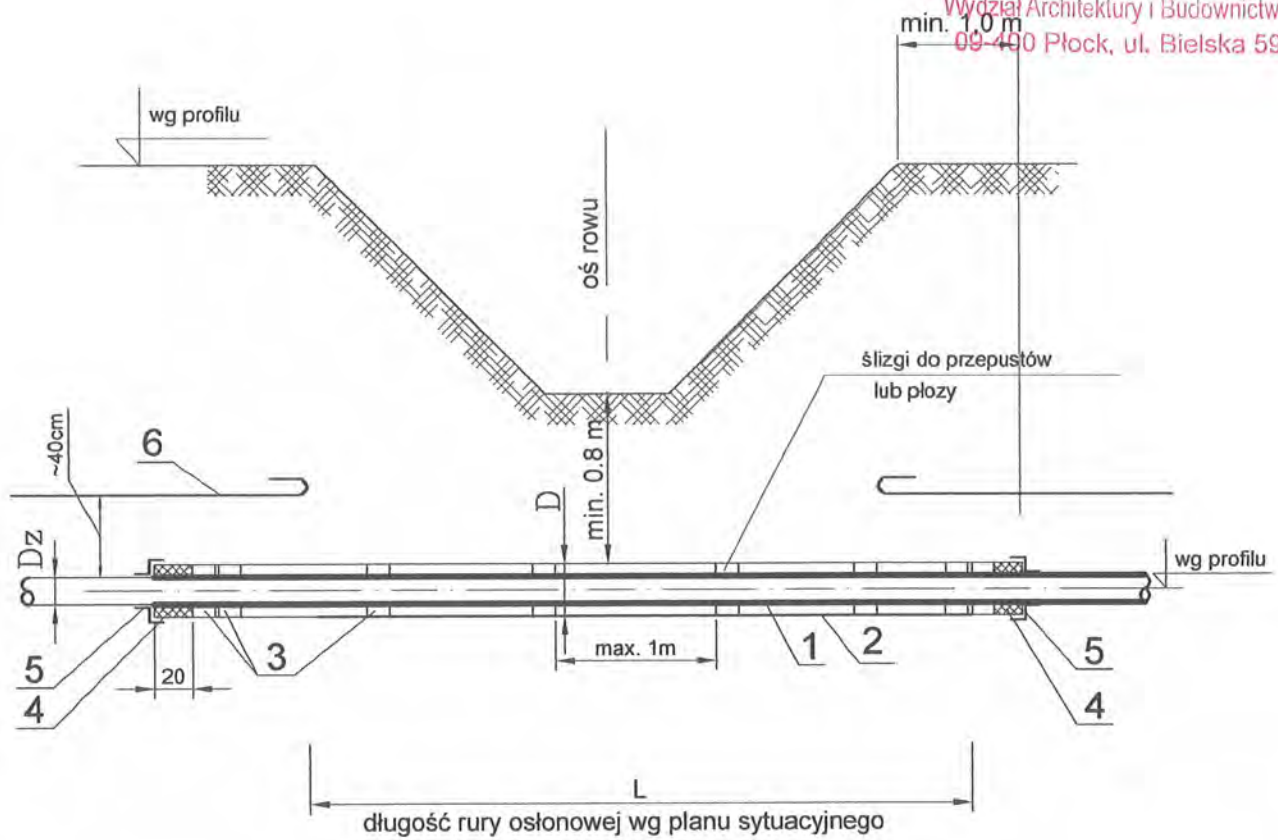 Wydział Architektury i Budownictw
09-400 Płock, ul. Bielska 59
min. 1,0 m
wg profilu
oś rowu
ślizgi do przepustów
lub płozy
~40cm
6
min. 0.8 m
D
Dz
wg profilu
5
4
3
20
max. 1m
1
2
5
4
L
długość rury osłonowej wg planu sytuacyjnego